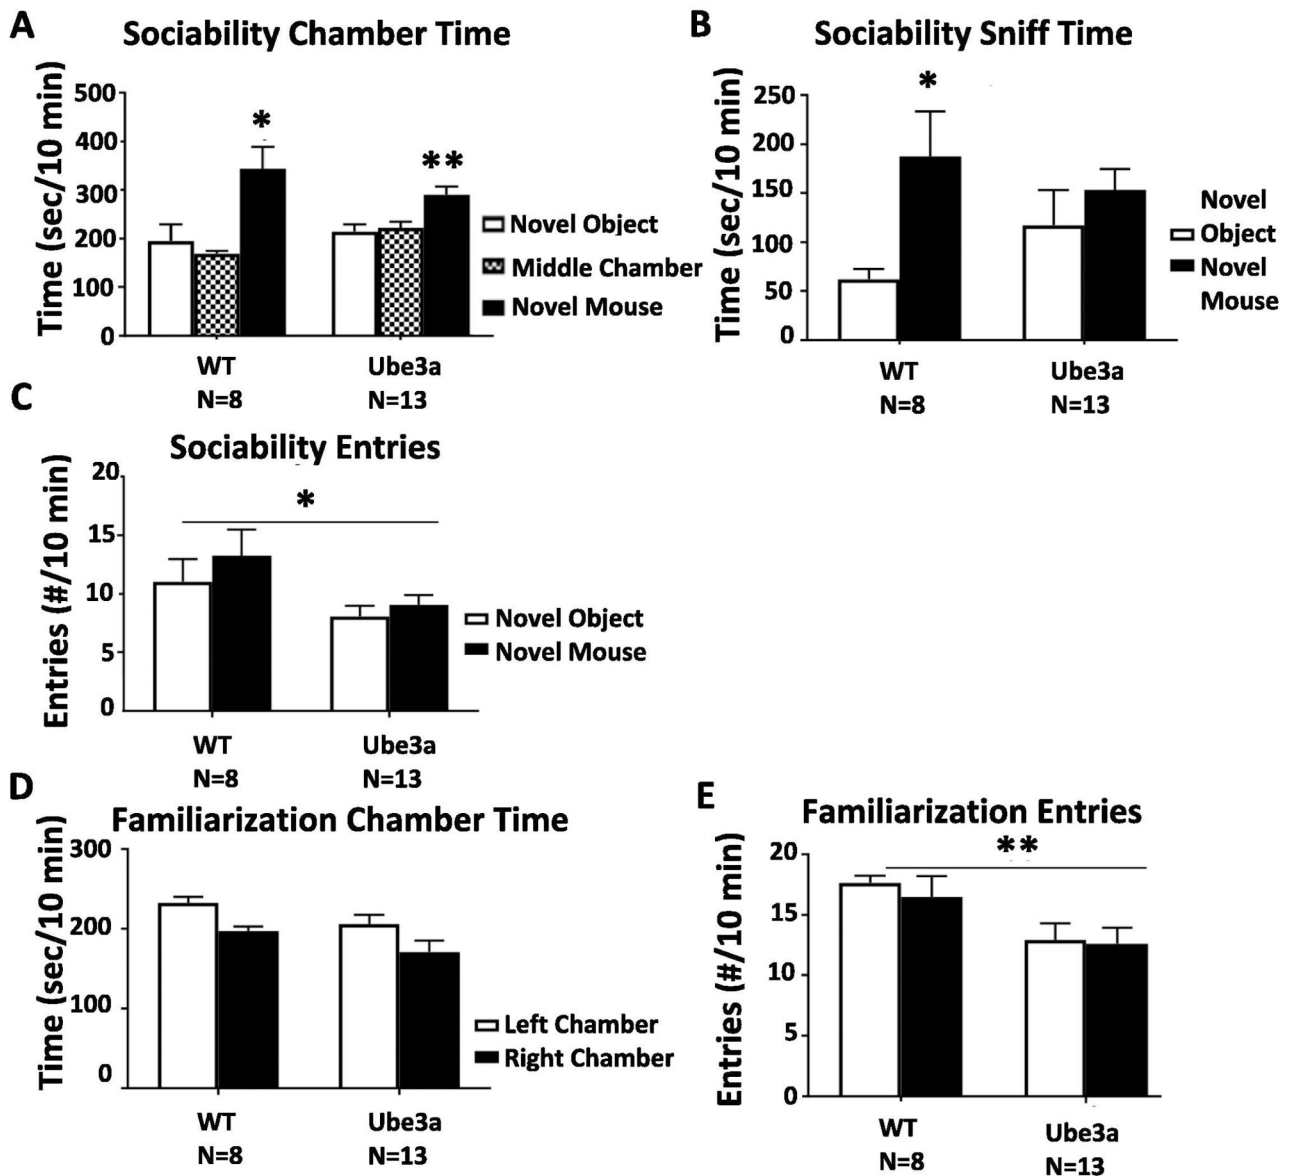 A
Sociability Chamber Time
Time (sec/10 min)
500
400
300
200
100
0
*
**
Novel Object
Middle Chamber
Novel Mouse
WT
N=8
Ube3a
N=13
B
Sociability Sniff Time
Time (sec/10 min)
250
200
150
100
50
0
*
Novel
Object
Novel
Mouse
WT
N=8
Ube3a
N=13
C
Sociability Entries
Entries (#/10 min)
20
15
10
5
0
*
Novel Object
Novel Mouse
WT
N=8
Ube3a
N=13
D
Familiarization Chamber Time
Time (sec/10 min)
300
200
100
0
Left Chamber
Right Chamber
WT
N=8
Ube3a
N=13
E
Familiarization Entries
Entries (#/10 min)
20
15
10
5
0
**
WT
N=8
Ube3a
N=13